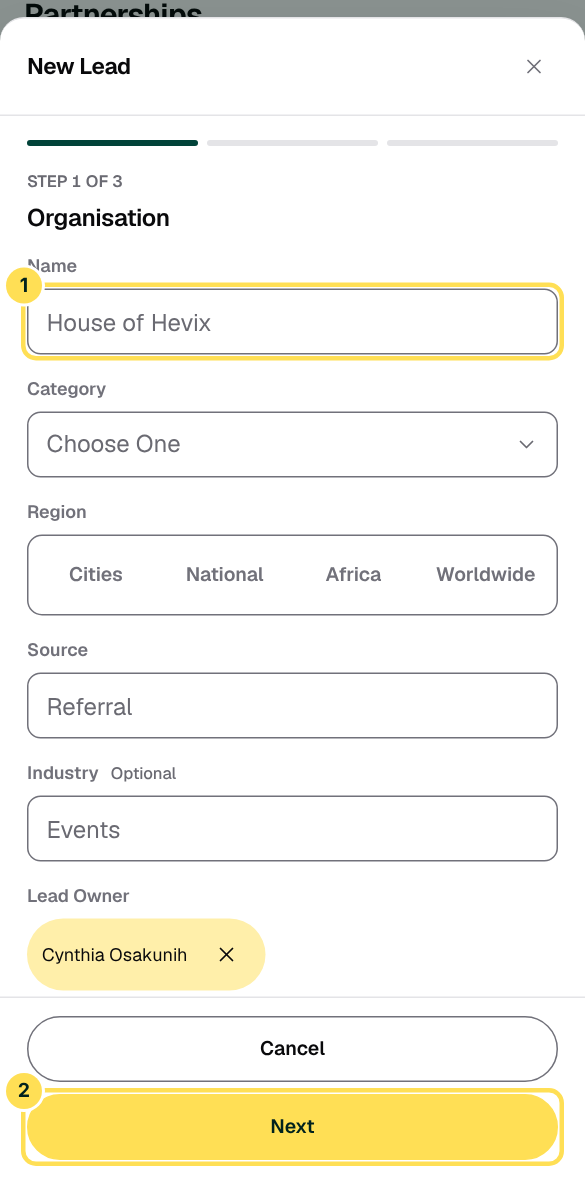 Partnerships
New Lead
STEP 1 OF 3
Organisation
Name
1
House of Hevix
Category
Choose One
Region
Cities National Africa Worldwide
Source
Referral
Industry Optional
Events
Lead Owner
Cynthia Osakunih
Cancel
2
Next